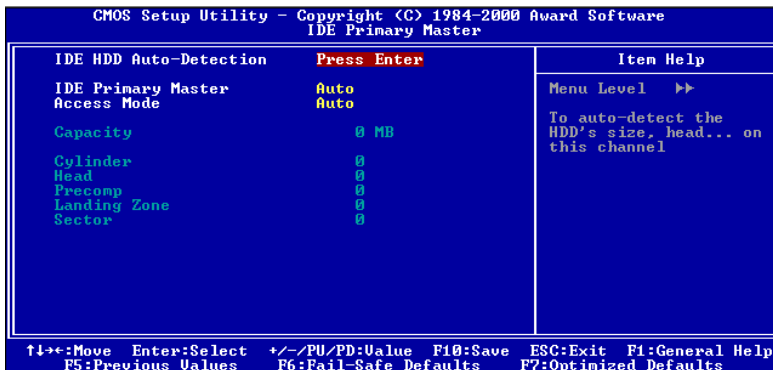 CMOS Setup Utility - Copyright (C) 1984-2000 Award Software
IDE Primary Master
IDE HDD Auto-Detection Press Enter
IDE Primary Master Auto
Access Mode Auto
Capacity 0 MB
Cylinder 0
Head 0
Precomp 0
Landing Zone 0
Sector 0
Item Help
Menu Level ▶▶
To auto-detect the
HDD's size, head... on
this channel
↑↓→←:Move Enter:Select +/-/PU/PD:Value F10:Save ESC:Exit F1:General Help
F5:Previous Values F6:Fail-Safe Defaults F7:Optimized Defaults